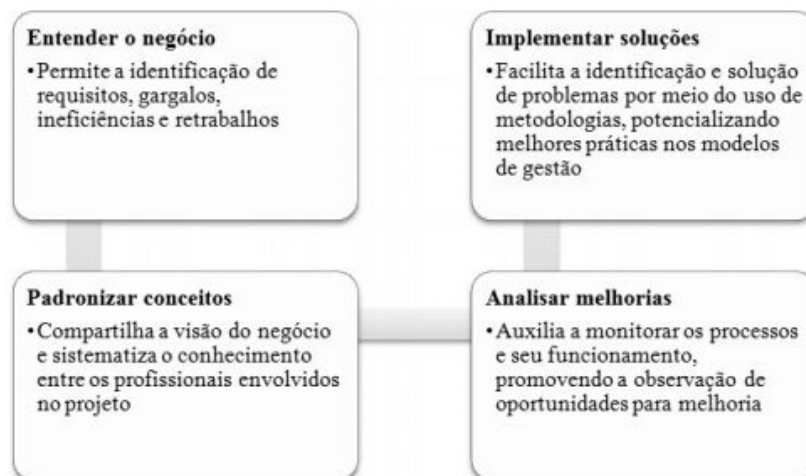 Entender o negócio
•Permite a identificação de
requisitos, gargalos,
ineficiências e retrabalhos
Padronizar conceitos
•Compartilha a visão do negócio
e sistematiza o conhecimento
entre os profissionais envolvidos
no projeto
Analisar melhorias
•Auxilia a monitorar os processos
e seu funcionamento,
promovendo a observação de
oportunidades para melhoria
Implementar soluções
•Facilita a identificação e solução
de problemas por meio do uso de
metodologias, potencializando
melhores práticas nos modelos
de gestão